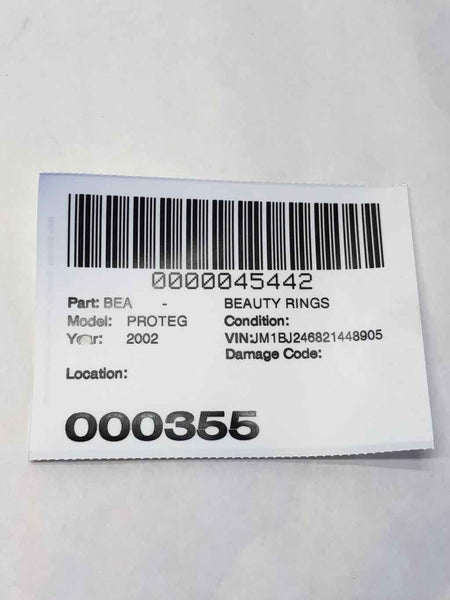 0000045442
Part: BEA - BEAUTY RINGS
Model: PROTEG Condition:
Year: 2002 VIN:JM1BJ246821448905
Damage Code:
Location:
000355